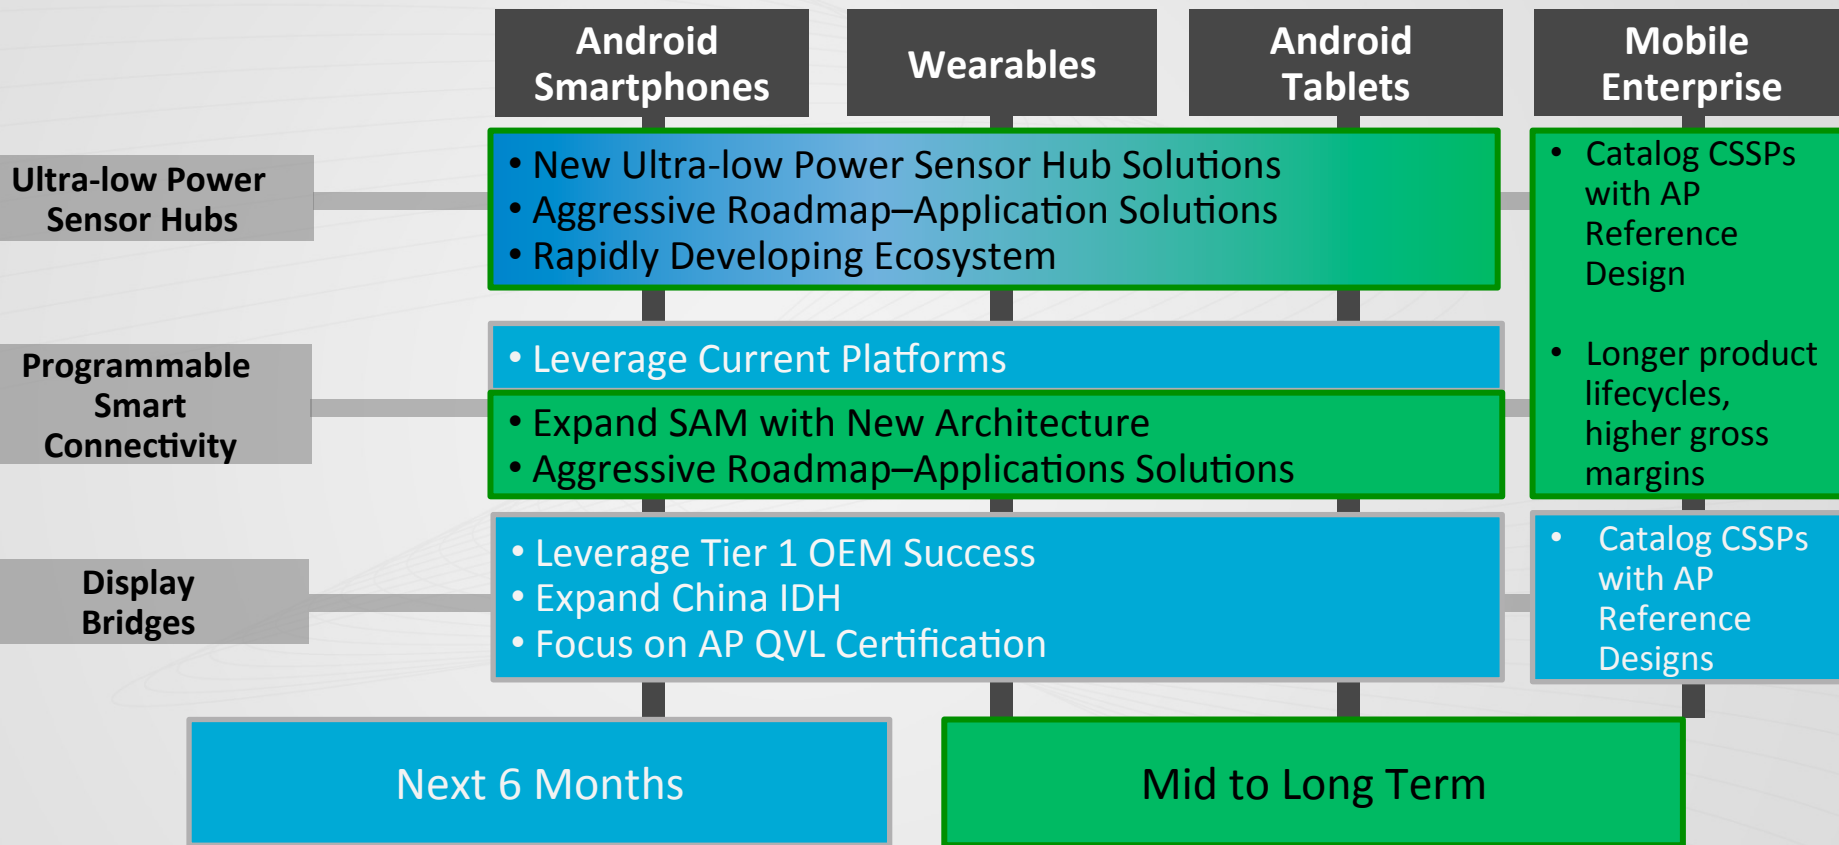 Android
Smartphones
Wearables
Android
Tablets
Mobile
Enterprise
Ultra-low Power
Sensor Hubs
• New Ultra-low Power Sensor Hub Solutions
• Aggressive Roadmap–Application Solutions
• Rapidly Developing Ecosystem
• Catalog CSSPs
with AP
Reference
Design
• Longer product
lifecycles,
higher gross
margins
Programmable
Smart
Connectivity
• Leverage Current Platforms
• Expand SAM with New Architecture
• Aggressive Roadmap–Applications Solutions
Display
Bridges
• Leverage Tier 1 OEM Success
• Expand China IDH
• Focus on AP QVL Certification
• Catalog CSSPs
with AP
Reference
Designs
Next 6 Months
Mid to Long Term